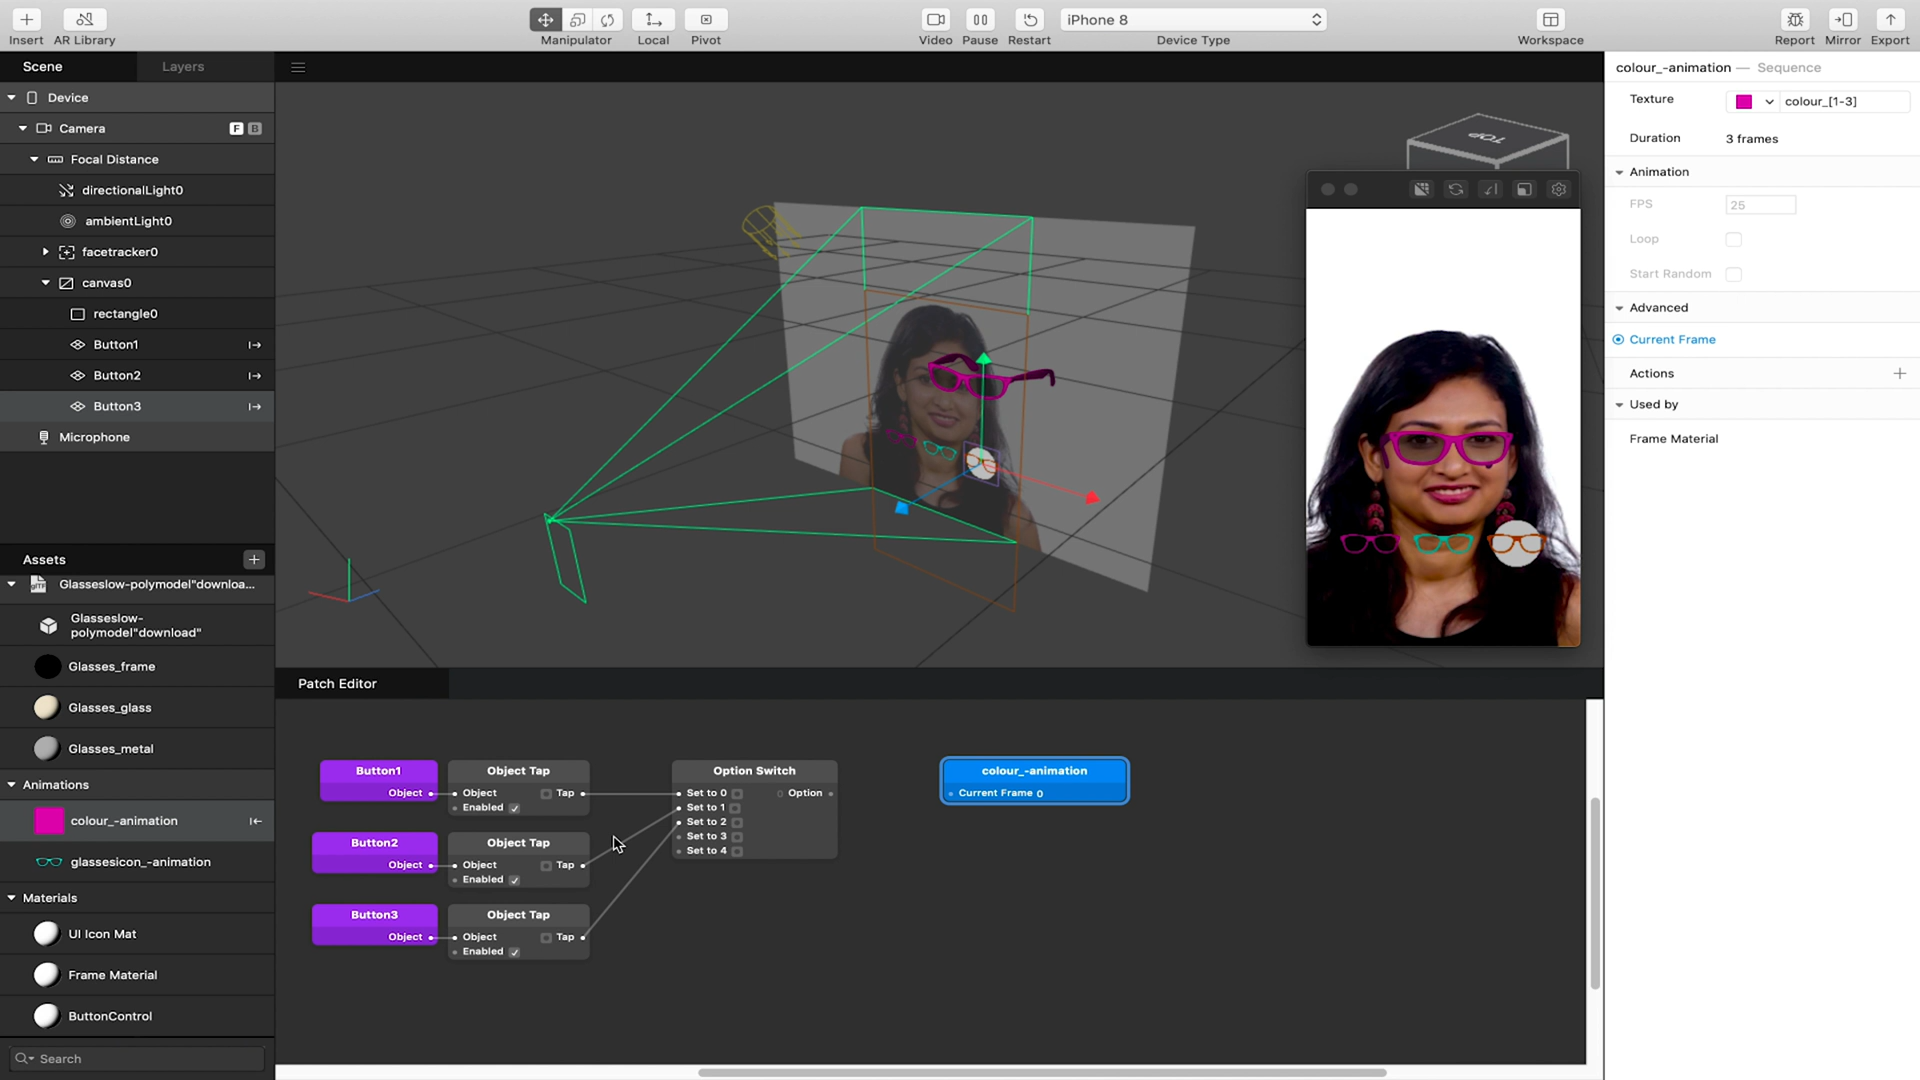 Insert
AR Library
Manipulator
Local
Pivot
Video
Pause
Restart
iPhone 8
Device Type
Workspace
Report
Mirror
Export
Scene
Layers
Device
Camera
F
B
Focal Distance
directionalLight0
ambientLight0
facetracker0
canvas0
rectangle0
Button1
Button2
Button3
Microphone
Assets
Glasseslow-polymodel"downloa...
Glasseslow-
polymodel"download"
Glasses_frame
Glasses_glass
Glasses_metal
Animations
colour_-animation
glassesicon_-animation
Materials
UI Icon Mat
Frame Material
ButtonControl
Search
TOP
Patch Editor
Button1
Object
Object Tap
Object
Tap
Enabled
Button2
Object
Object Tap
Object
Tap
Enabled
Button3
Object
Object Tap
Object
Tap
Enabled
Option Switch
Set to 0
Option
Set to 1
Set to 2
Set to 3
Set to 4
colour_-animation
Current Frame 0
colour_-animation — Sequence
Texture
colour_[1-3]
Duration
3 frames
Animation
FPS
25
Loop
Start Random
Advanced
Current Frame
Actions
Used by
Frame Material